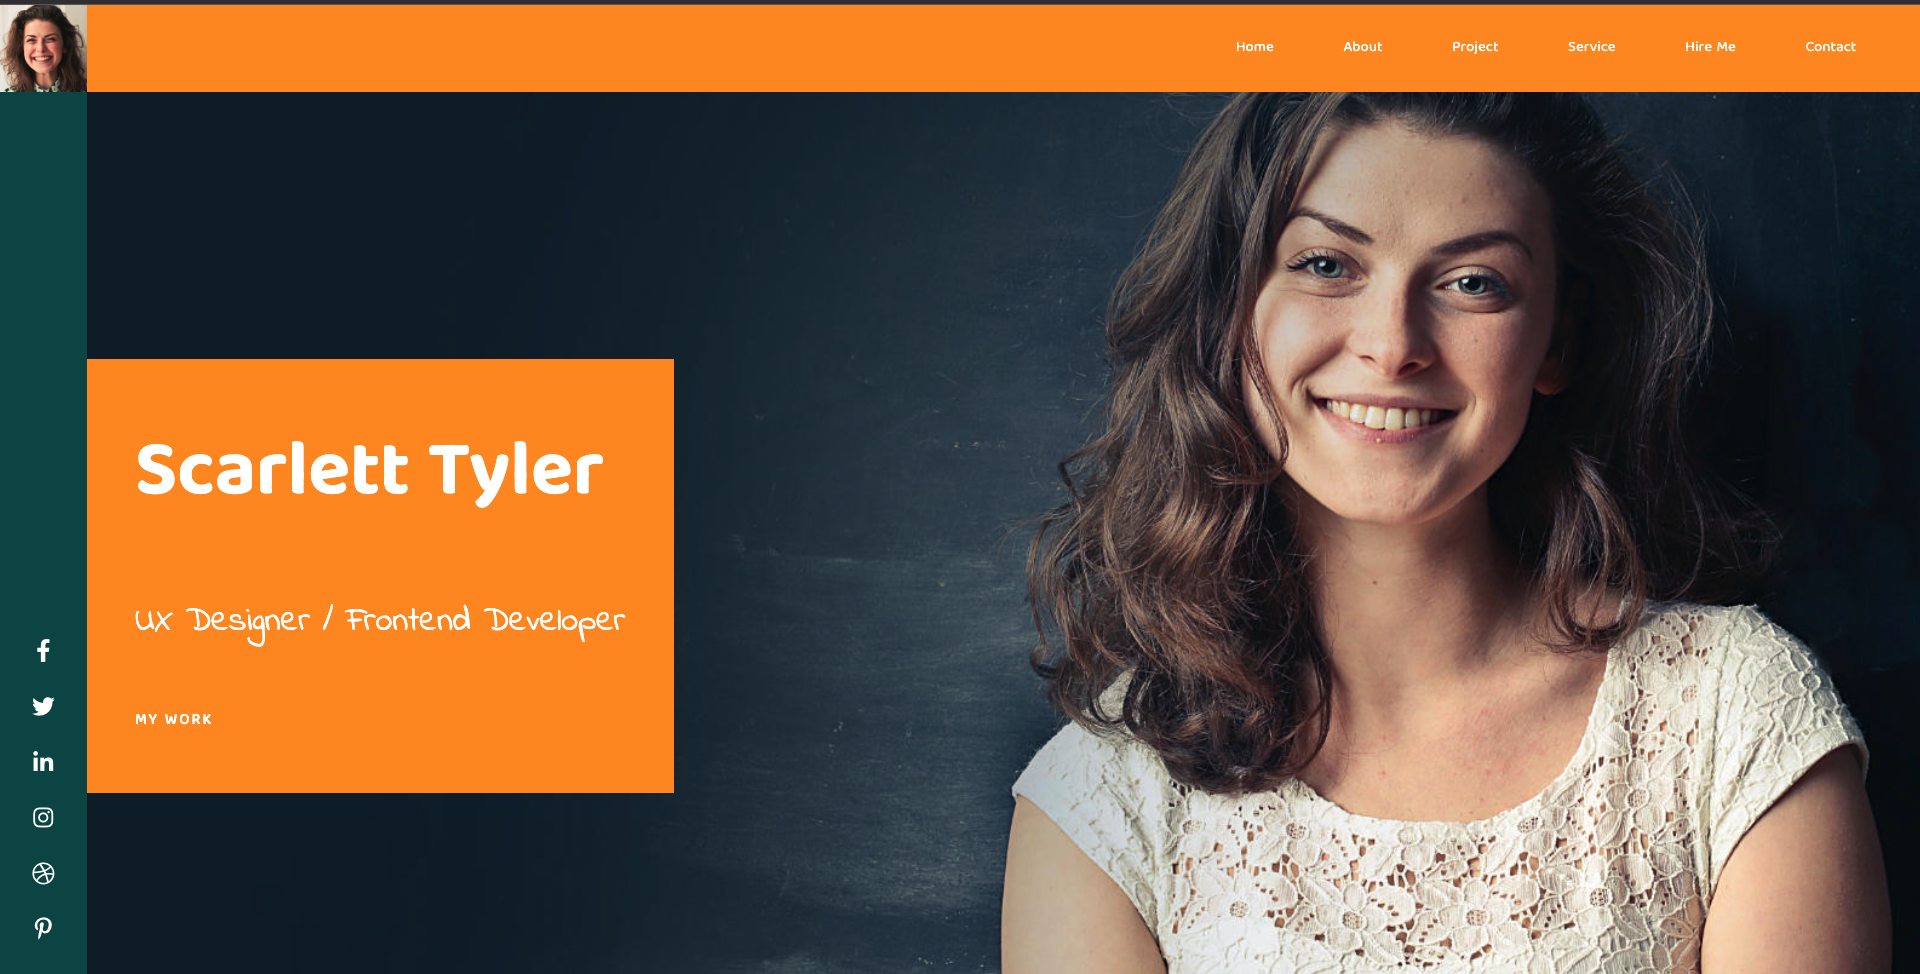 Home About Project Service Hire Me Contact
Scarlett Tyler
UX Designer / Frontend Developer
MY WORK